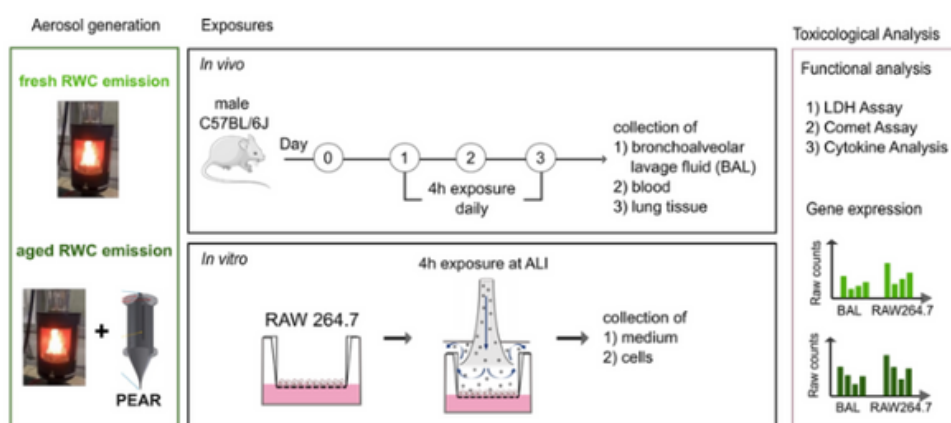 Aerosol generation
fresh RWC emission
aged RWC emission
+
PEAR
Exposures
In vivo
male
C57BL/6J
Day
0
1
2
3
4h exposure
daily
collection of
1) bronchoalveolar
lavage fluid (BAL)
2) blood
3) lung tissue
In vitro
RAW 264.7
4h exposure at ALI
collection of
1) medium
2) cells
Toxicological Analysis
Functional analysis
1) LDH Assay
2) Comet Assay
3) Cytokine Analysis
Gene expression
Raw counts
BAL RAW264.7
Raw counts
BAL RAW264.7